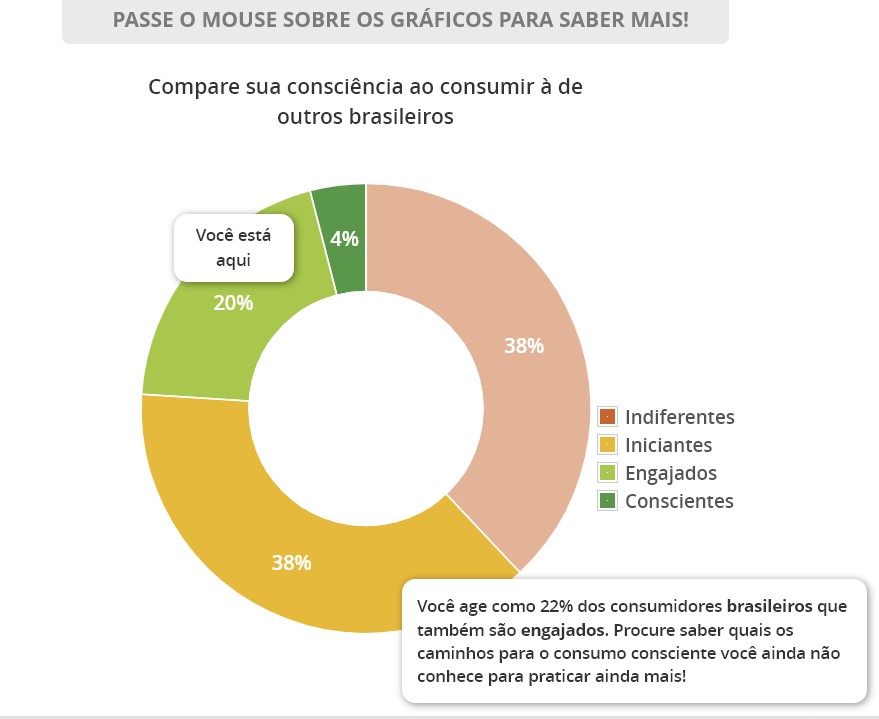 PASSE O MOUSE SOBRE OS GRÁFICOS PARA SABER MAIS!
Compare sua consciência ao consumir à de
outros brasileiros
Você está
aqui
4%
20%
38%
38%
Indiferentes
Iniciantes
Engajados
Conscientes
Você age como 22% dos consumidores brasileiros que
também são engajados. Procure saber quais os
caminhos para o consumo consciente você ainda não
conhece para praticar ainda mais!